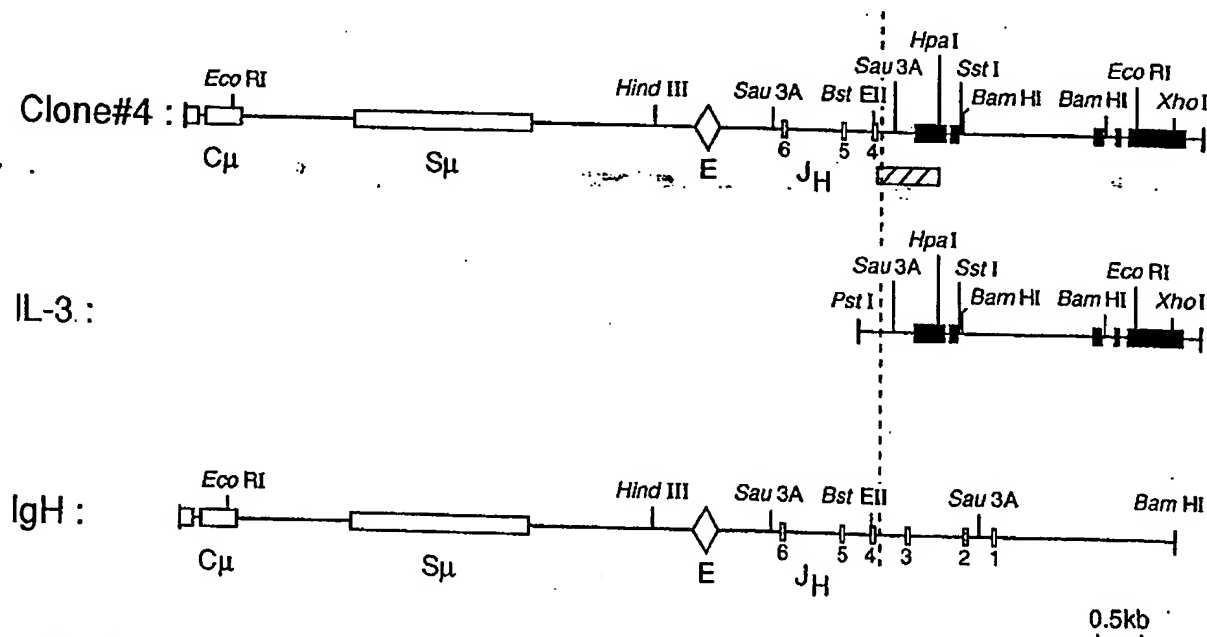 Clone#4 :
Eco RI
Hind III
Sau 3A
Bst EII
Sau 3A
Hpa I
Sst I
Bam HI
Bam HI
Eco RI
Xho I
Cμ
Sμ
E
6
5
4
JH
IL-3 :
Pst I
Sau 3A
Hpa I
Sst I
Bam HI
Bam HI
Eco RI
Xho I
IgH :
Eco RI
Hind III
Sau 3A
Bst EII
Sau 3A
Bam HI
Cμ
Sμ
E
6
5
4
3
2
1
JH
0.5kb